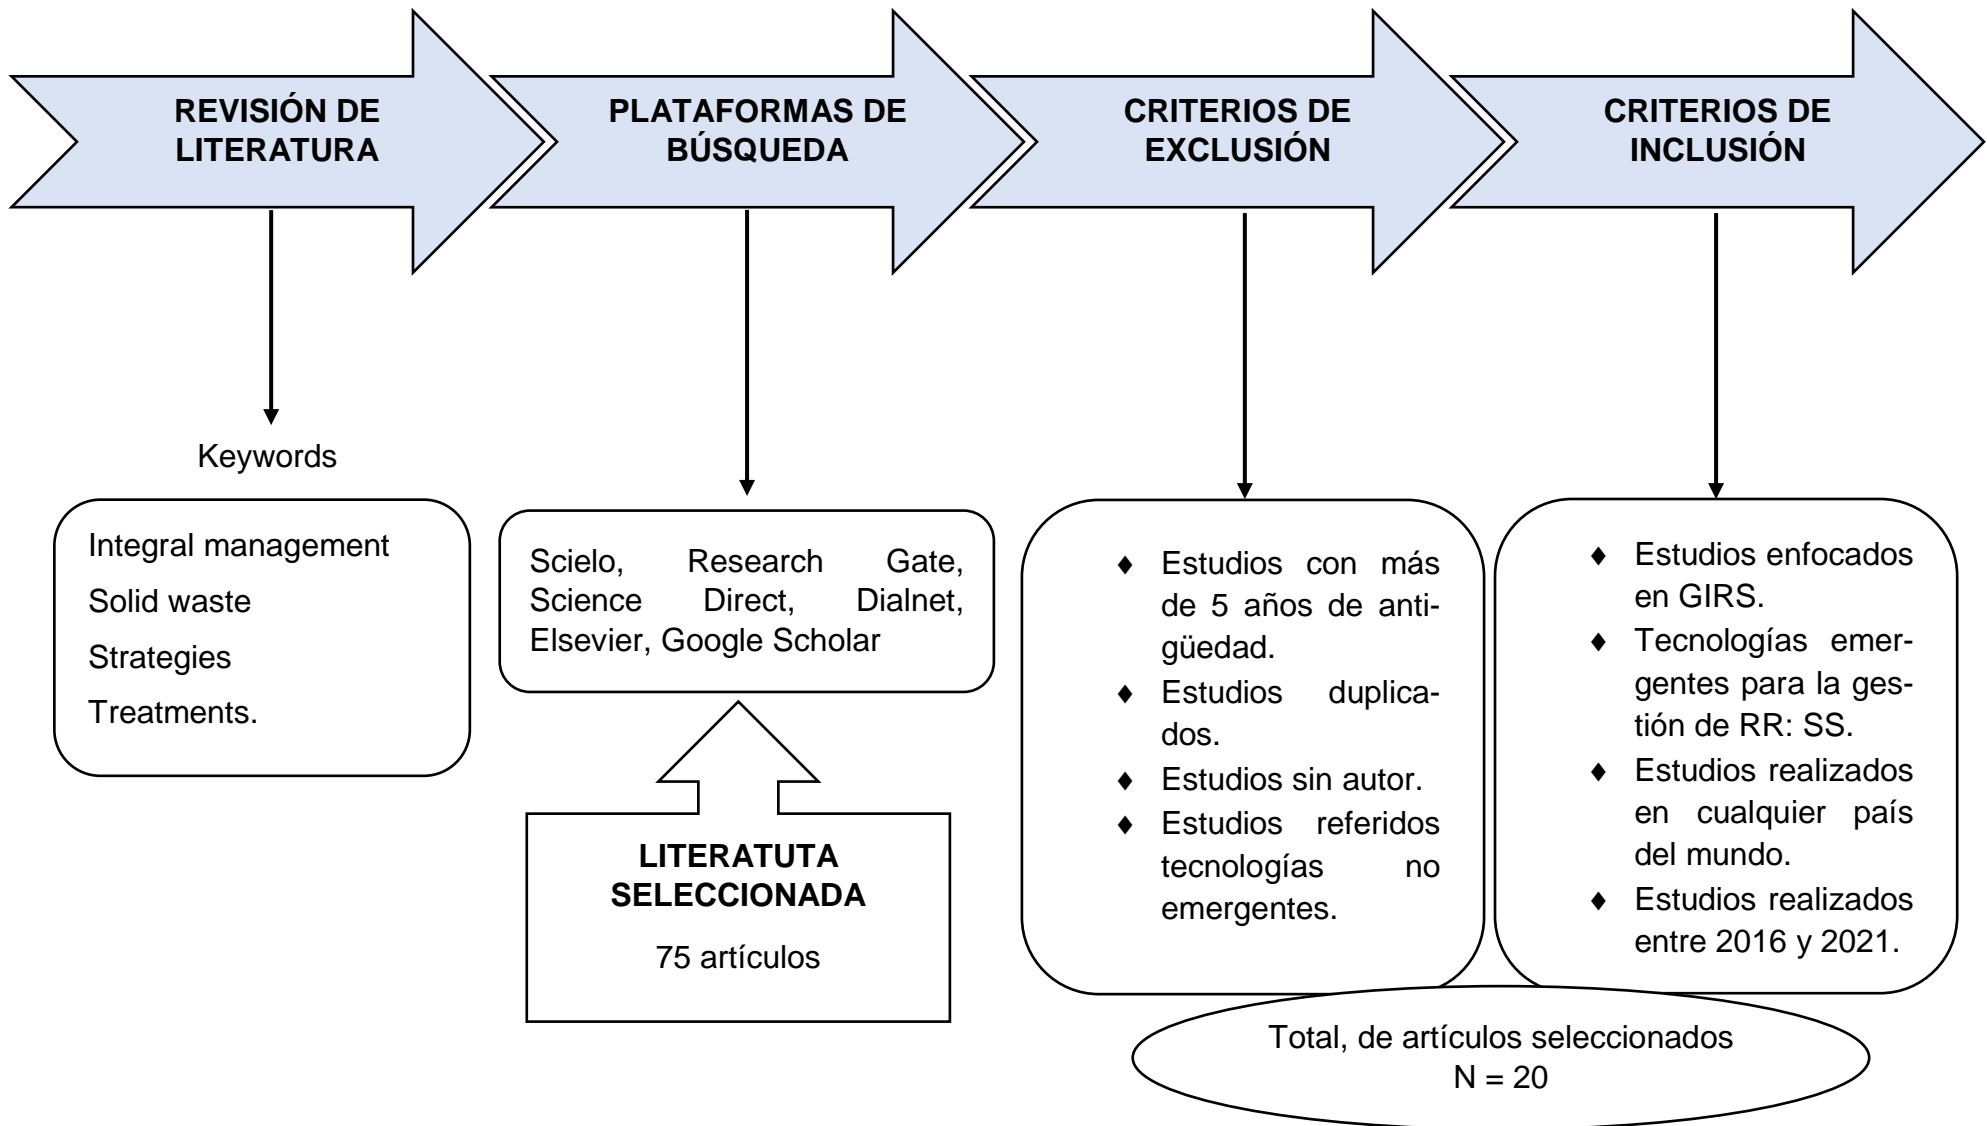 REVISIÓN DE
LITERATURA
PLATAFORMAS DE
BÚSQUEDA
CRITERIOS DE
EXCLUSIÓN
CRITERIOS DE
INCLUSIÓN
Keywords
Integral management
Solid waste
Strategies
Treatments.
Scielo, Research Gate,
Science Direct, Dialnet,
Elsevier, Google Scholar
LITERATUTA
SELECCIONADA
75 artículos
♦ Estudios con más
de 5 años de anti-
güedad.
♦ Estudios duplica-
dos.
♦ Estudios sin autor.
♦ Estudios referidos
tecnologías no
emergentes.
♦ Estudios enfocados
en GIRS.
♦ Tecnologías emer-
gentes para la ges-
tión de RR: SS.
♦ Estudios realizados
en cualquier país
del mundo.
♦ Estudios realizados
entre 2016 y 2021.
Total, de artículos seleccionados
N = 20